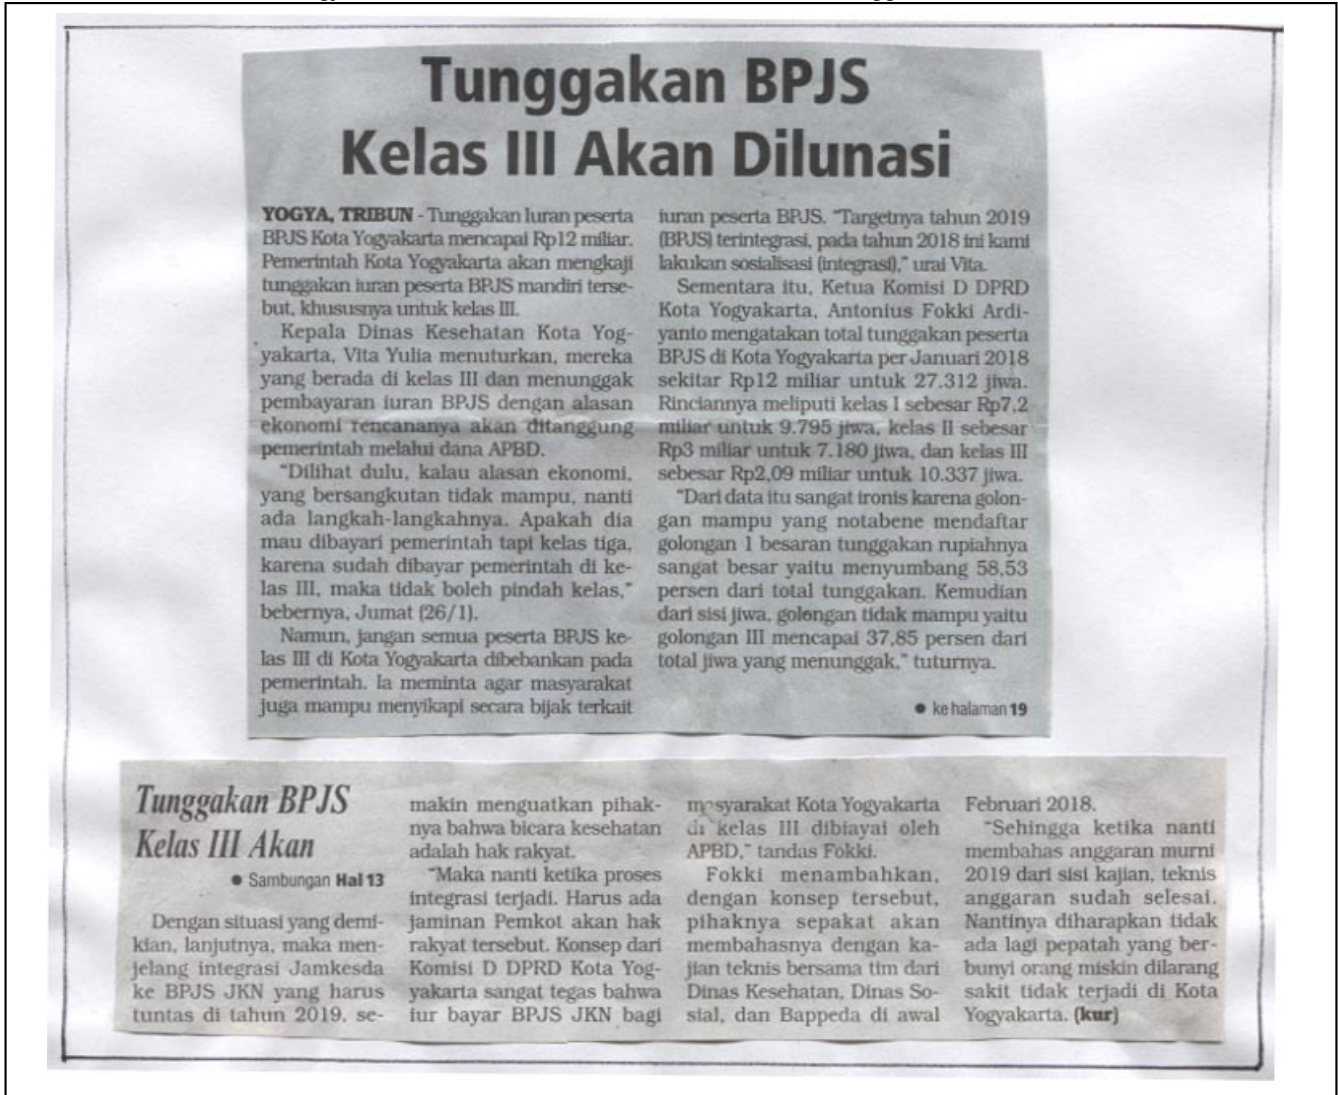 Tunggakan BPJS
Kelas III Akan Dilunasi
YOGYA, TRIBUN - Tunggakan Iuran peserta
BPJS Kota Yogyakarta mencapai Rp12 miliar.
Pemerintah Kota Yogyakarta akan mengkaji
tunggakan iuran peserta BPJS mandiri terse-
but, khususnya untuk kelas III.
Kepala Dinas Kesehatan Kota Yog-
yakarta, Vita Yulia menuturkan, mereka
yang berada di kelas III dan menunggak
pembayaran iuran BPJS dengan alasan
ekonomi rencananya akan ditanggung
pemerintah melalui dana APBD.
"Dilihat dulu, kalau alasan ekonomi,
yang bersangkutan tidak mampu, nanti
ada langkah-langkahnya. Apakah dia
mau dibayari pemerintah tapi kelas tiga,
karena sudah dibayar pemerintah di ke-
las III, maka tidak boleh pindah kelas,"
bebernya, Jumat (26/1).
Namun, jangan semua peserta BPJS ke-
las III di Kota Yogyakarta dibebankan pada
pemerintah. Ia meminta agar masyarakat
juga mampu menyikapi secara bijak terkait
iuran peserta BPJS. "Targetnya tahun 2019
(BPJS) terintegrasi, pada tahun 2018 ini kami
lakukan sosialisasi (integrasi)," urai Vita.
Sementara itu, Ketua Komisi D DPRD
Kota Yogyakarta, Antonius Fokki Ardi-
yanto mengatakan total tunggakan peserta
BPJS di Kota Yogyakarta per Januari 2018
sekitar Rp12 miliar untuk 27.312 jiwa.
Rinciannya meliputi kelas I sebesar Rp7,2
miliar untuk 9.795 jiwa, kelas II sebesar
Rp3 miliar untuk 7.180 jiwa, dan kelas III
sebesar Rp2,09 miliar untuk 10.337 jiwa.
"Dari data itu sangat ironis karena golon-
gan mampu yang notabene mendaftar
golongan 1 besaran tunggakan rupiahnya
sangat besar yaitu menyumbang 58,53
persen dari total tunggakan. Kemudian
dari sisi jiwa, golongan tidak mampu yaitu
golongan III mencapai 37,85 persen dari
total jiwa yang menunggak," tuturnya.
● ke halaman 19
Tunggakan BPJS
Kelas III Akan
● Sambungan Hal 13
Dengan situasi yang demi-
kian, lanjutnya, maka men-
jelang integrasi Jamkesda
ke BPJS JKN yang harus
tuntas di tahun 2019, se-
makin menguatkan pihak-
nya bahwa bicara kesehatan
adalah hak rakyat.
"Maka nanti ketika proses
integrasi terjadi. Harus ada
jaminan Pemkot akan hak
rakyat tersebut. Konsep dari
Komisi D DPRD Kota Yog-
yakarta sangat tegas bahwa
iur bayar BPJS JKN bagi
masyarakat Kota Yogyakarta
di kelas III dibiayai oleh
APBD," tandas Fokki.
Fokki menambahkan,
dengan konsep tersebut,
pihaknya sepakat akan
membahasnya dengan ka-
jian teknis bersama tim dari
Dinas Kesehatan, Dinas So-
sial, dan Bappeda di awal
Februari 2018.
"Sehingga ketika nanti
membahas anggaran murni
2019 dari sisi kajian, teknis
anggaran sudah selesai.
Nantinya diharapkan tidak
ada lagi pepatah yang ber-
bunyi orang miskin dilarang
sakit tidak terjadi di Kota
Yogyakarta. (kur)